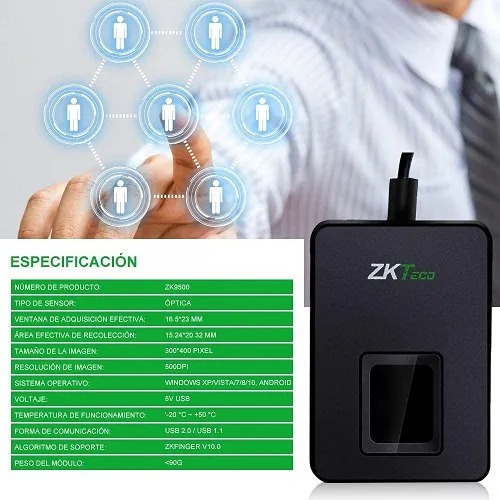 ZKTECO
ESPECIFICACIÓN
NÚMERO DE PRODUCTO: ZK9500
TIPO DE SENSOR: ÓPTICA
VENTANA DE ADQUISICIÓN EFECTIVA: 16.5*23 MM
ÁREA EFECTIVA DE RECOLECCIÓN: 15.24*20.32 MM
TAMAÑO DE LA IMAGEN: 300*400 PIXEL
RESOLUCIÓN DE IMAGEN: 500DPI
SISTEMA OPERATIVO: WINDOWS XP/VISTA/7/8/10, ANDROID
VOLTAJE: 5V USB
TEMPERATURA DE FUNCIONAMIENTO: '-20 °C ~ +50 °C
FORMA DE COMUNICACIÓN: USB 2.0 / USB 1.1
ALGORITMO DE SOPORTE: ZKFINGER V10.0
PESO DEL MÓDULO: <90G